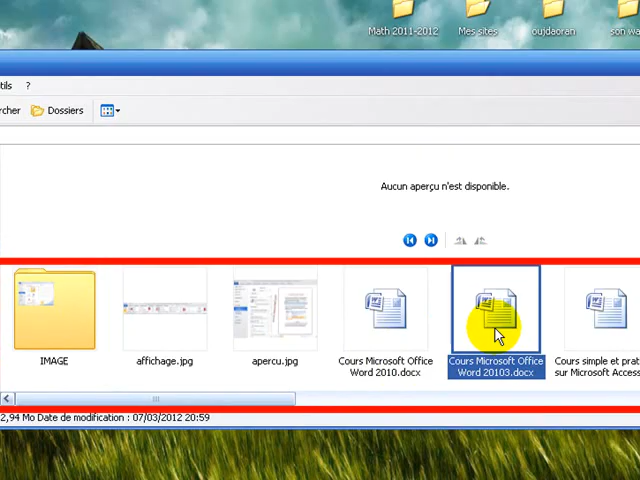 Math 2011-2012 Mes sites oujdaoran son wa
tils ?
rcher Dossiers
Aucun aperçu n'est disponible.
IMAGE affichage.jpg apercu.jpg Cours Microsoft Office Cours Microsoft Office Cours simple et prat
Word 2010.docx Word 20103.docx sur Microsoft Access
2,94 Mo Date de modification : 07/03/2012 20:59